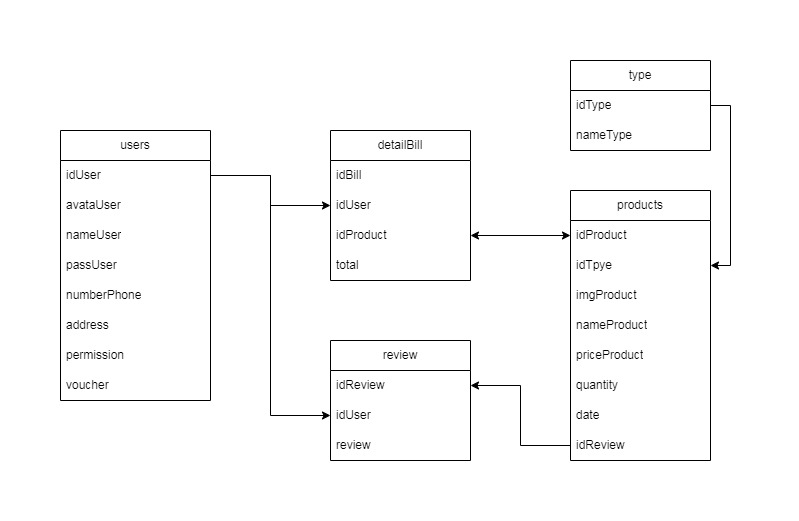 users
idUser
avataUser
nameUser
passUser
numberPhone
address
permission
voucher
detailBill
idBill
idUser
idProduct
total
review
idReview
idUser
review
type
idType
nameType
products
idProduct
idTpye
imgProduct
nameProduct
priceProduct
quantity
date
idReview